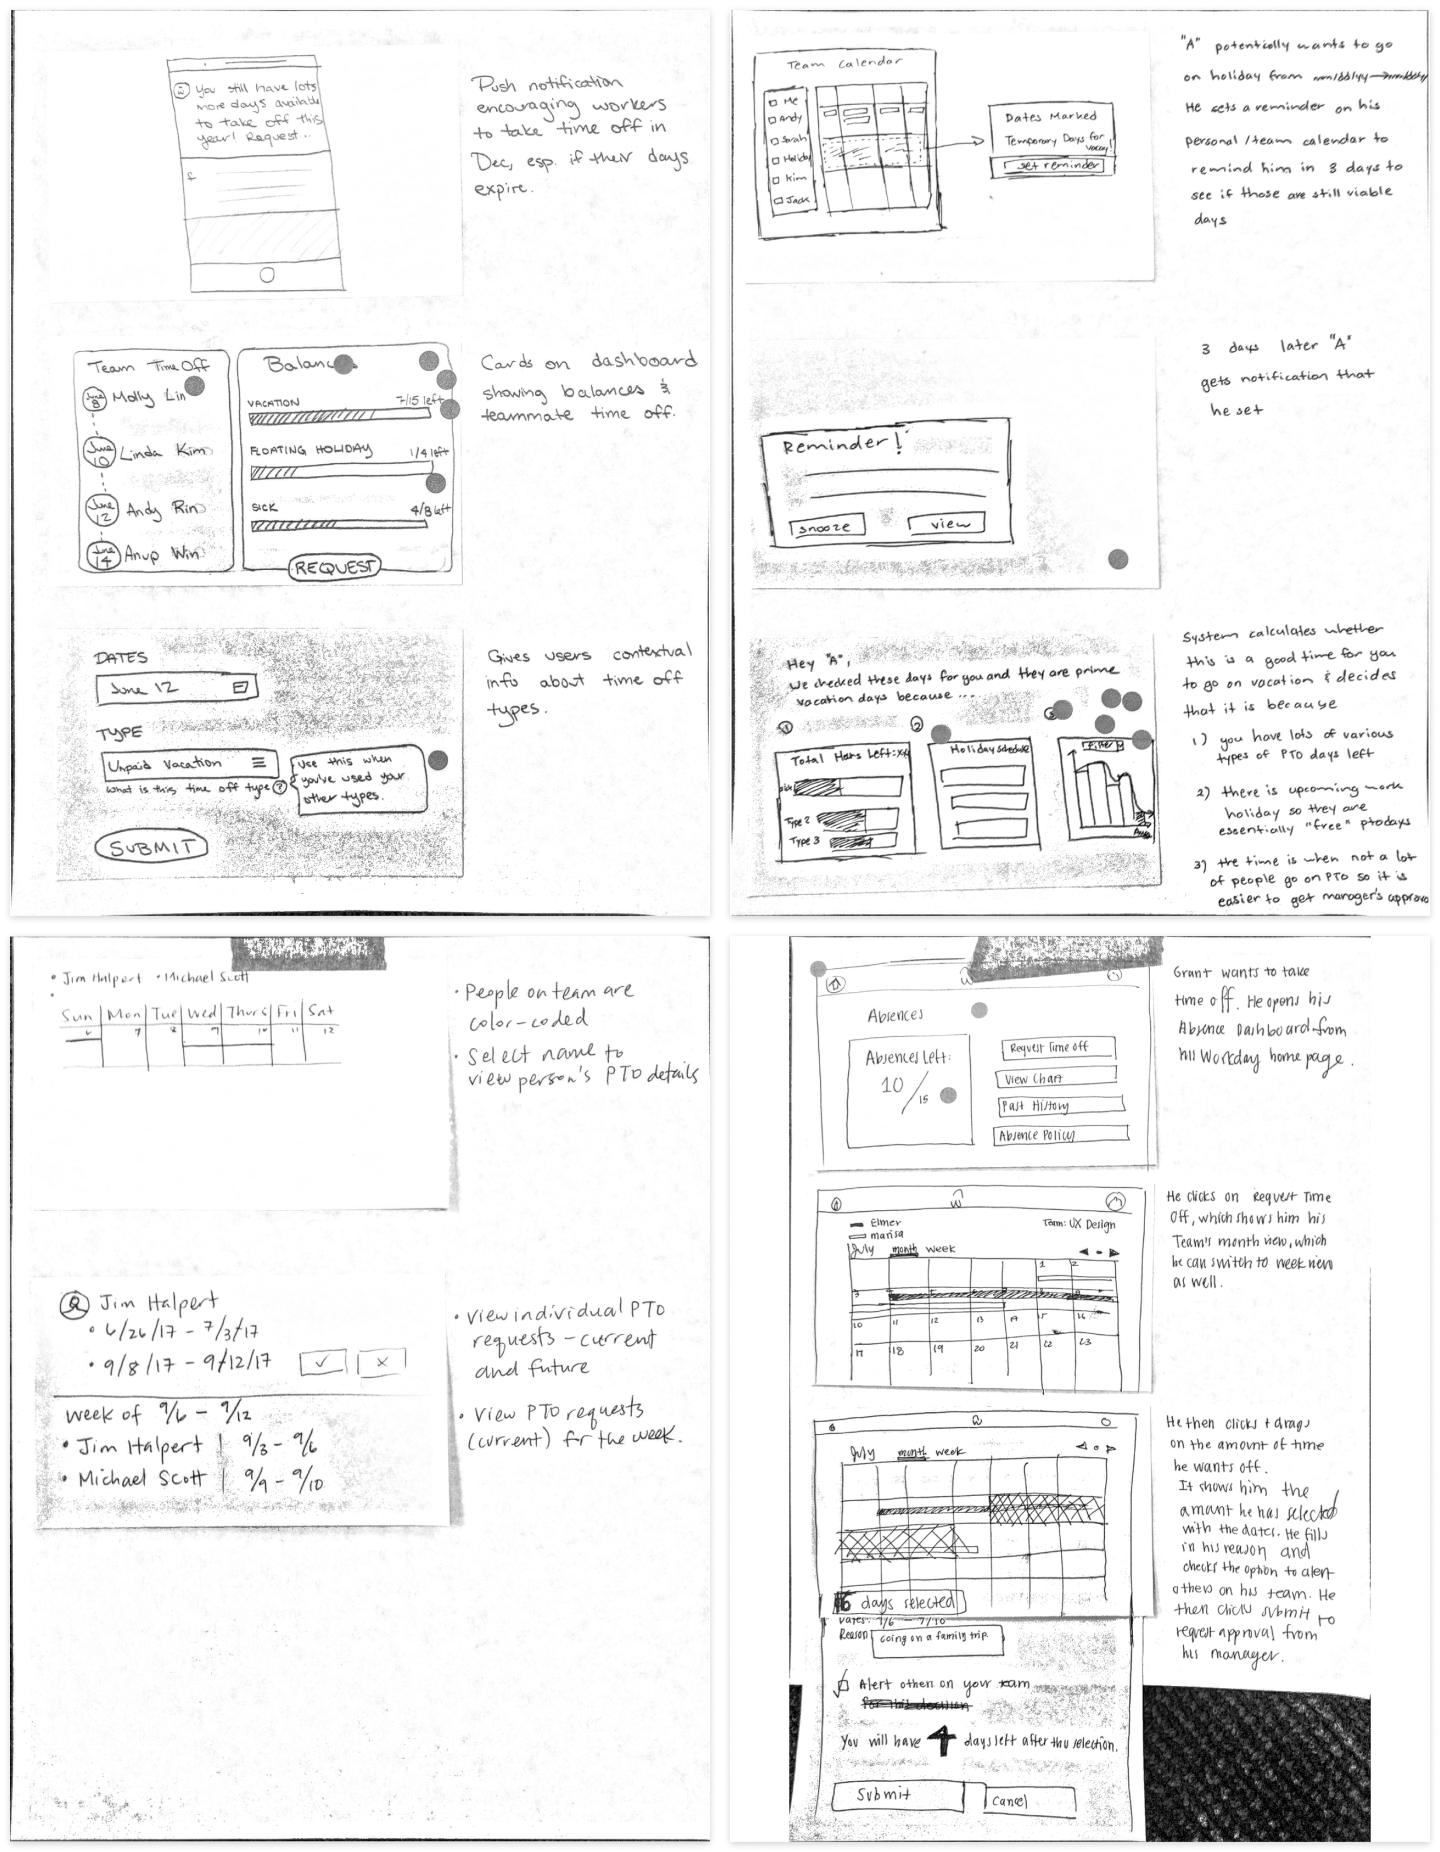 You still have lots
more days available
to take off this
year! Request...
Push notification
encouraging workers
to take time off in
Dec, esp. if their days
expire.
Team Time Off
June 8 Molly Lin
June 10 Linda Kim
June 12 Andy Rin
June 14 Anup Win
VACATION 7/15 left
FLOATING HOLIDAY 1/4 left
SICK 4/8 left
REQUEST
Cards on dashboard
showing balances &
teammate time off.
DATES
June 12
TYPE
Unpaid Vacation
What is this time off type ?
Use this when
you've used your
other types.
SUBMIT
Gives users contextual
info about time off
types.
Team Calendar
Me
Andy
Sarah
Holiday
Kim
Jack
Dates Marked
Temporary Days for
vacay!
set reminder
"A" potentially wants to go
on holiday from mm/dd/yy → mm/dd/yy
He sets a reminder on his
personal / team calendar to
remind him in 3 days to
see if those are still viable
days
Reminder!
snooze
view
3 days later "A"
gets notification that
he set
Hey "A",
We checked these days for you and they are prime
vacation days because ...
1
2
3
Total Hars Left: xx
sick
Type 2
Type 3
Holiday schedule
Filter
System calculates whether
this is a good time for you
to go on vacation & decides
that it is because
1) you have lots of various
types of PTO days left
2) there is upcoming work
holiday so they are
essentially "free" ptodays
3) the time is when not a lot
of people go on PTO so it is
easier to get manager's approval
• Jim Halpert • Michael Scott
Sun Mon Tue Wed Thurs Fri Sat
6 7 8 9 10 11 12
• People on team are
color-coded
• Select name to
view person's PTO details
Jim Halpert
• 6/26/17 - 7/3/17
• 9/8/17 - 9/12/17
week of 9/6 - 9/12
• Jim Halpert | 9/3 - 9/6
• Michael Scott | 9/9 - 9/10
• View individual PTO
requests - current
and future
• View PTO requests
(current) for the week.
Absences
Absences Left:
10/15
Request Time off
View Chart
Past History
Absence Policy
Grant wants to take
time off. He opens his
Absence Dashboard from
his Workday home page.
Elmer
marisa
Team: UX Design
July month week
1 2
3
10 11 12 13 14 15 16
17 18 19 20 21 22 23
He clicks on Request Time
Off, which shows him his
Team's month view, which
he can switch to week view
as well.
July month week
6 days selected
Dates: 7/6 - 7/10
Reason going on a family trip
Alert others on your team
for this decision
You will have 4 days left after this selection.
Submit
Cancel
He then clicks + drags
on the amount of time
he wants off.
It shows him the
amount he has selected
with the dates. He fills
in his reason and
checks the option to alert
others on his team. He
then clicks submit to
request approval from
his manager.